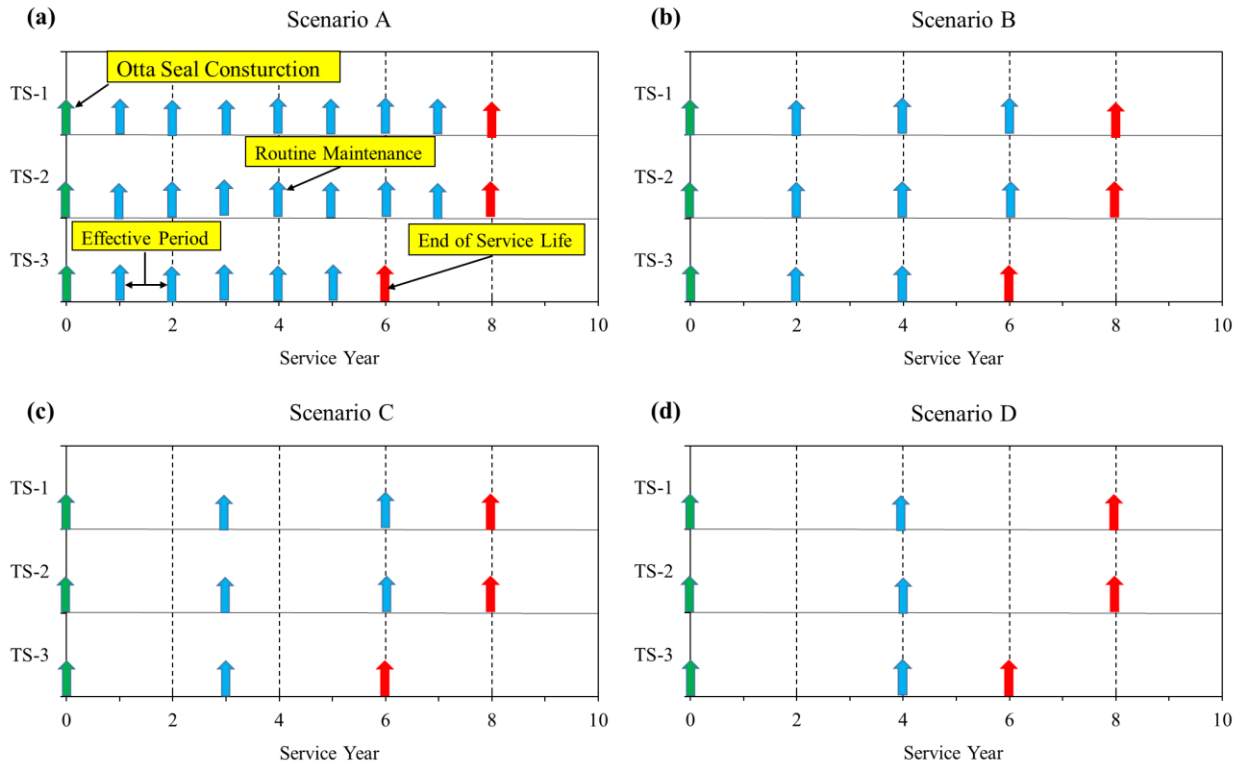 (a)
Scenario A
Otta Seal Consturction
TS-1
Routine Maintenance
TS-2
Effective Period
End of Service Life
TS-3
0 2 4 6 8 10
Service Year
(b)
Scenario B
TS-1
TS-2
TS-3
0 2 4 6 8 10
Service Year
(c)
Scenario C
TS-1
TS-2
TS-3
0 2 4 6 8 10
Service Year
(d)
Scenario D
TS-1
TS-2
TS-3
0 2 4 6 8 10
Service Year